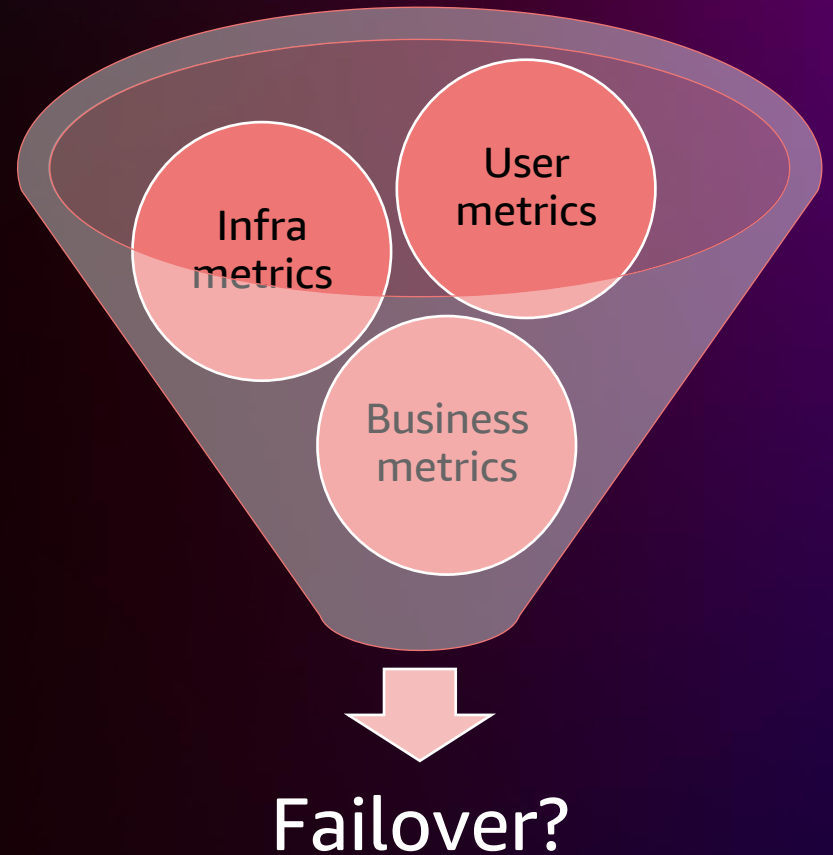 User
metrics
Infra
metrics
Business
metrics
Failover?